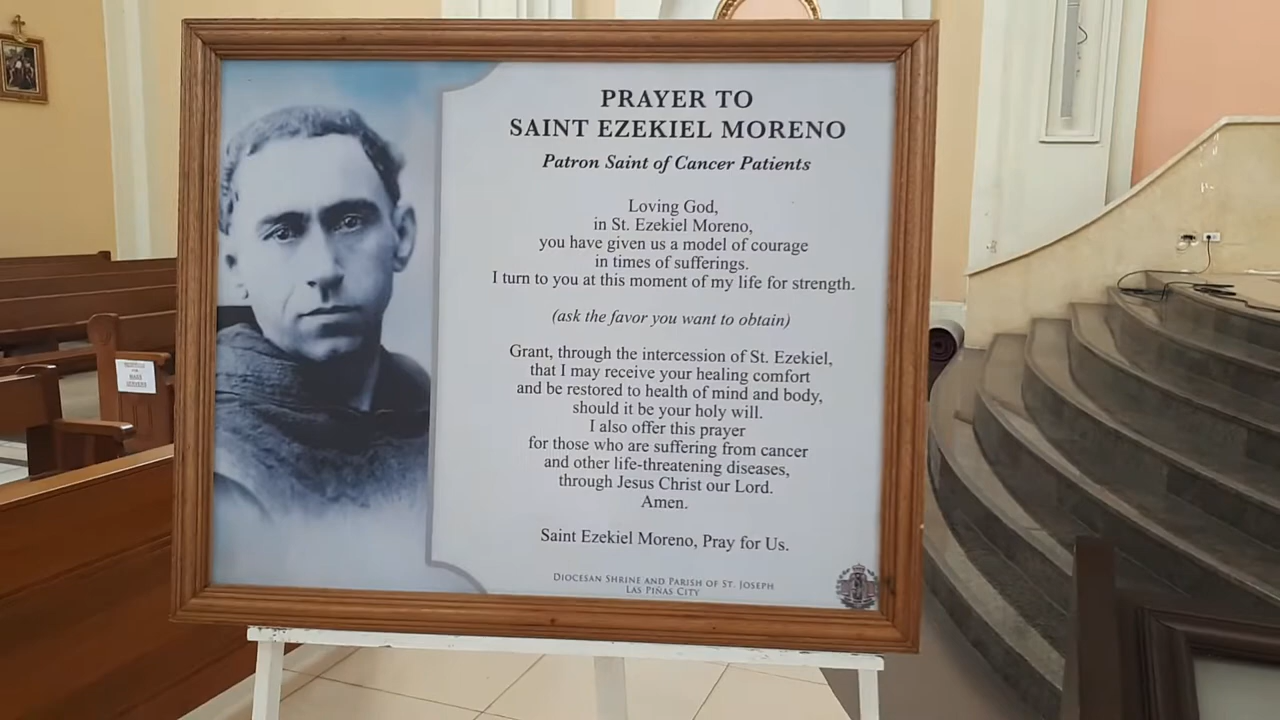 PRAYER TO
SAINT EZEKIEL MORENO
Patron Saint of Cancer Patients
Loving God,
in St. Ezekiel Moreno,
you have given us a model of courage
in times of sufferings.
I turn to you at this moment of my life for strength.
(ask the favor you want to obtain)
Grant, through the intercession of St. Ezekiel,
that I may receive your healing comfort
and be restored to health of mind and body,
should it be your holy will.
I also offer this prayer
for those who are suffering from cancer
and other life-threatening diseases,
through Jesus Christ our Lord.
Amen.
Saint Ezekiel Moreno, Pray for Us.
DIOCESAN SHRINE AND PARISH OF ST. JOSEPH
LAS PIÑAS CITY